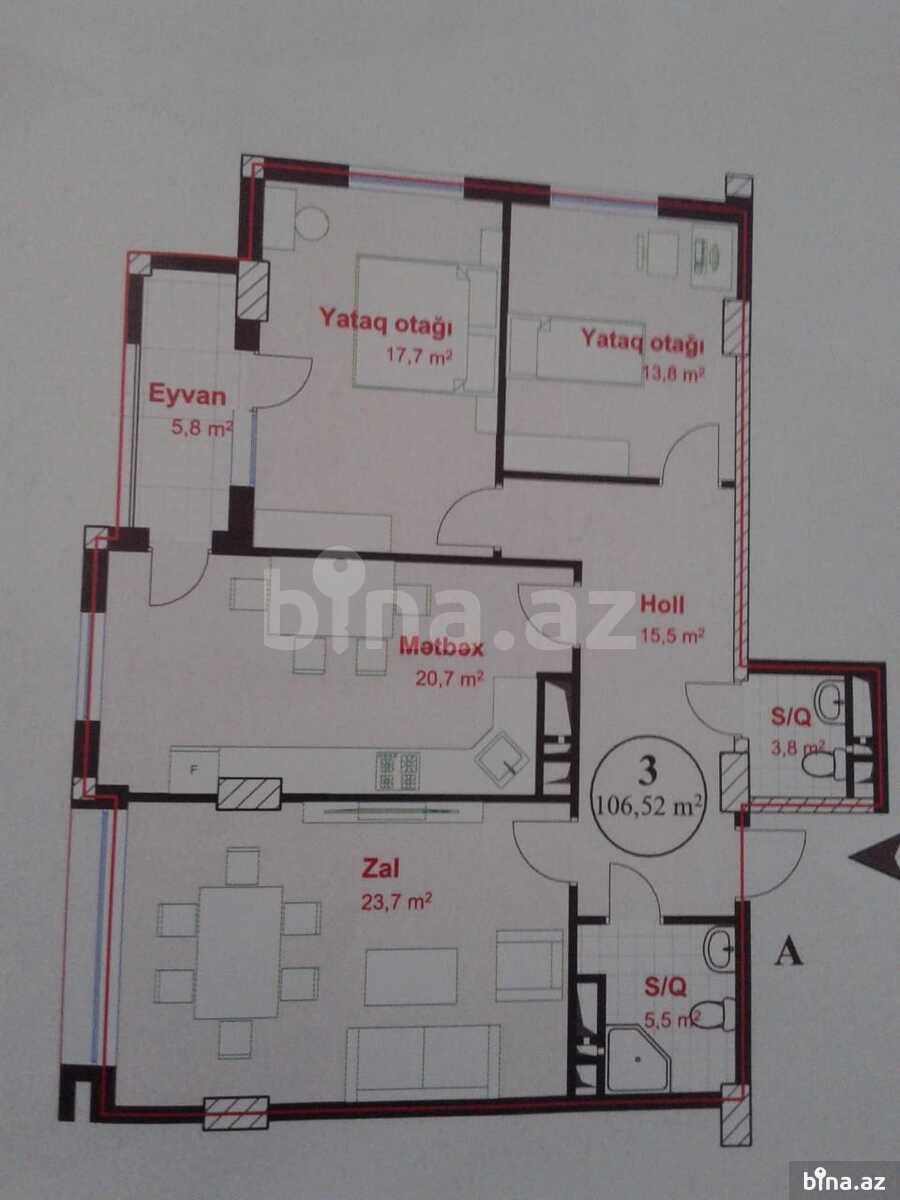 Yataq otağı
17,7 m²
Yataq otağı
13,8 m²
Eyvan
5,8 m²
bina.az
Holl
15,5 m²
Mətbəx
20,7 m²
S/Q
3,8 m²
F
3
106,52 m²
Zal
23,7 m²
A
S/Q
5,5 m²
bina.az